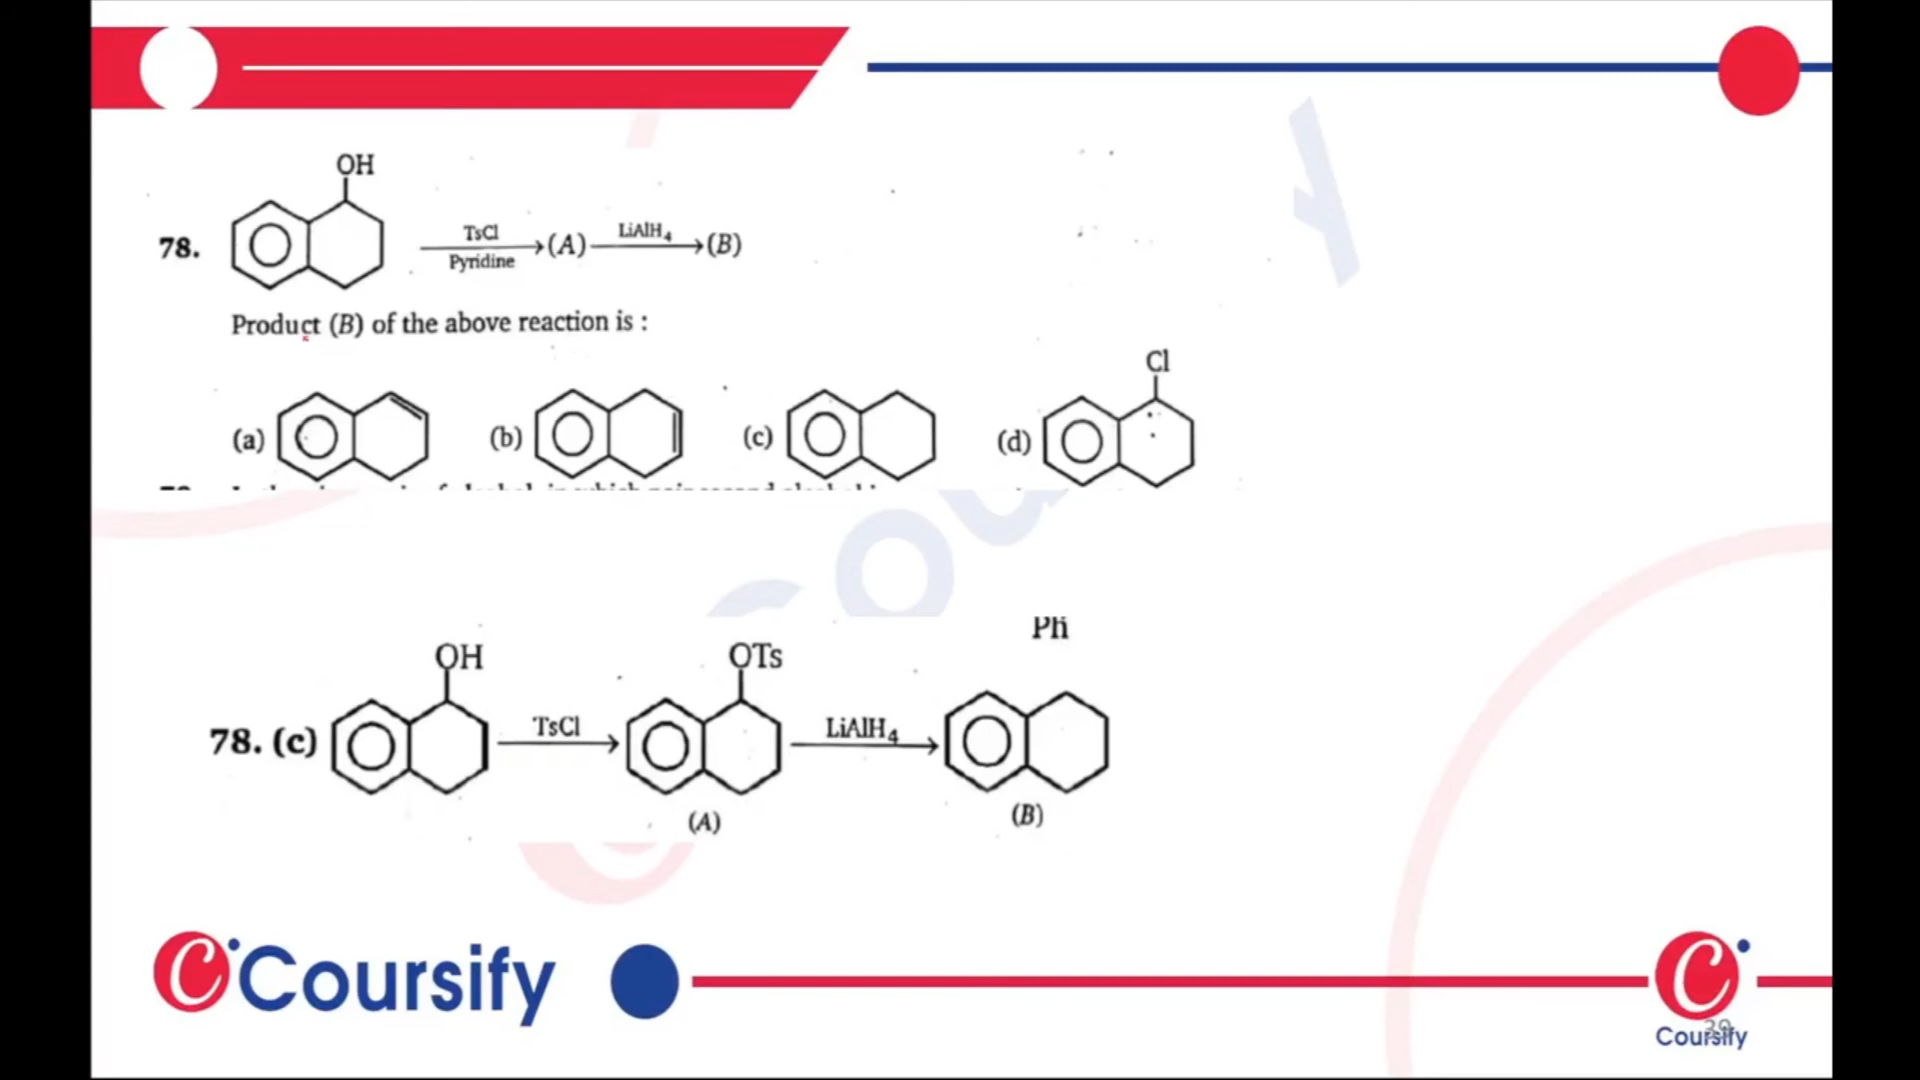 OH
78.
TsCl
Pyridine
(A)
LiAlH4
(B)
Product (B) of the above reaction is :
Cl
(a)
(b)
(c)
(d)
Ph
OH
OTs
78. (c)
TsCl
LiAlH4
(A)
(B)
Coursify
Coursify
39